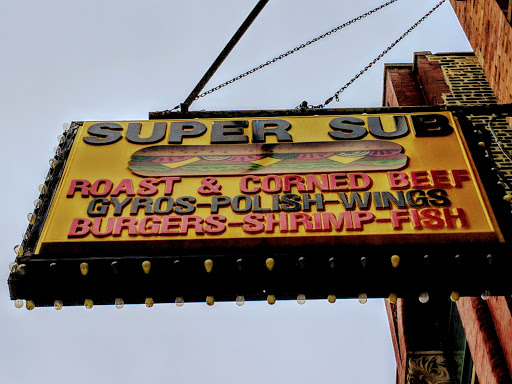 SUPER SUB
ROAST & CORNED BEEF
GYROS-POLISH-WINGS
BURGERS-SHRIMP-FISH